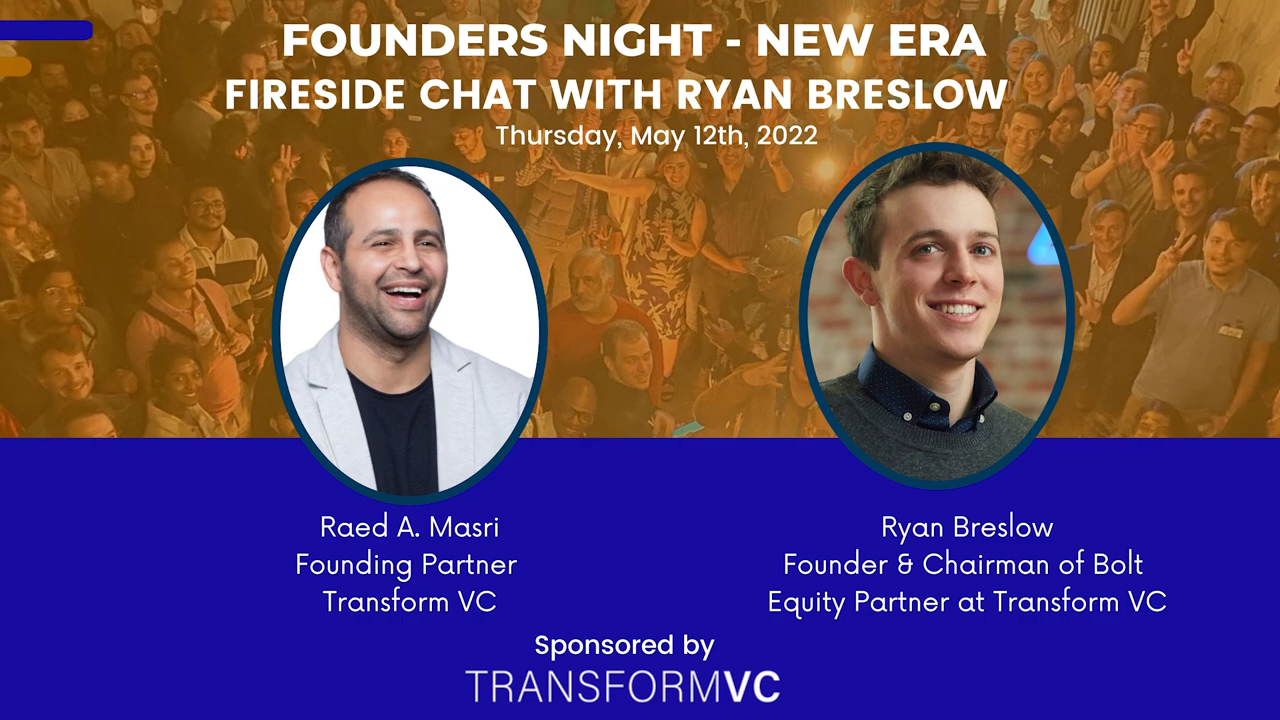 FOUNDERS NIGHT - NEW ERA
FIRESIDE CHAT WITH RYAN BRESLOW
Thursday, May 12th, 2022
Raed A. Masri
Founding Partner
Transform VC
Ryan Breslow
Founder & Chairman of Bolt
Equity Partner at Transform VC
Sponsored by
TRANSFORMVC